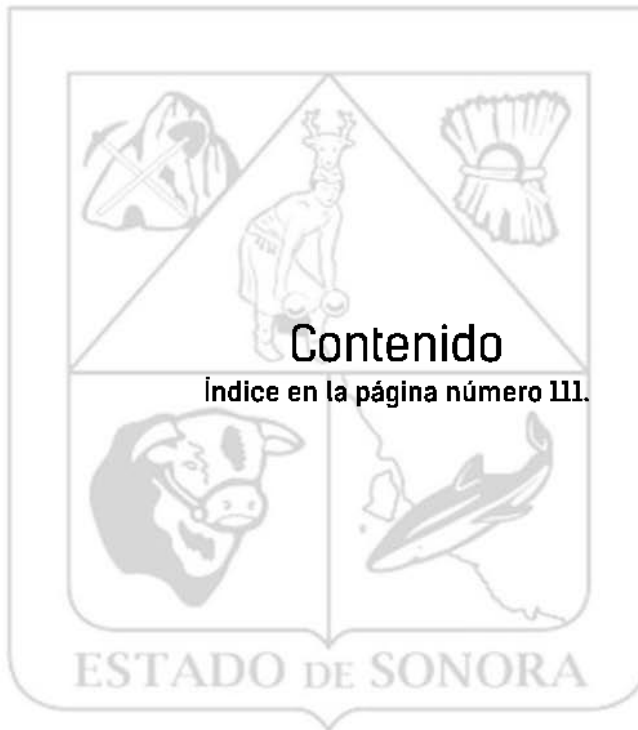 Contenido
Índice en la página número 111.
ESTADO DE SONORA